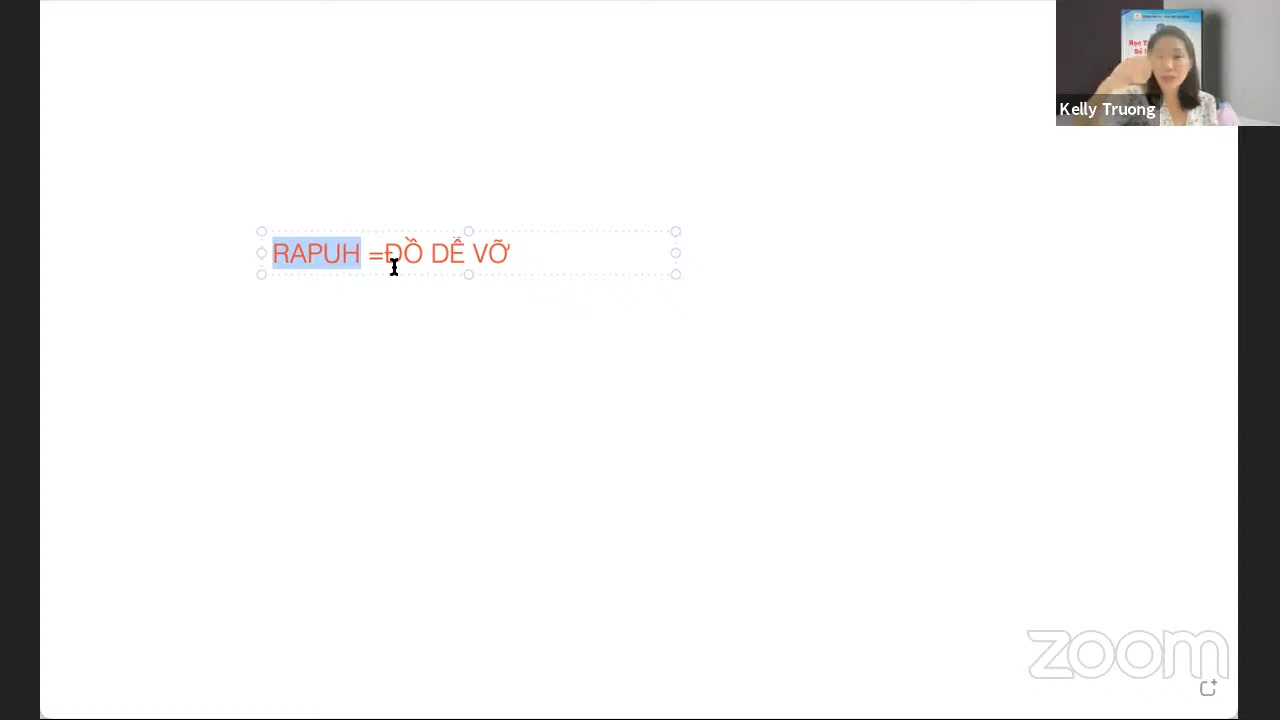 Kelly Truong
RAPUH =ĐỒ DỄ VỠ
zoom